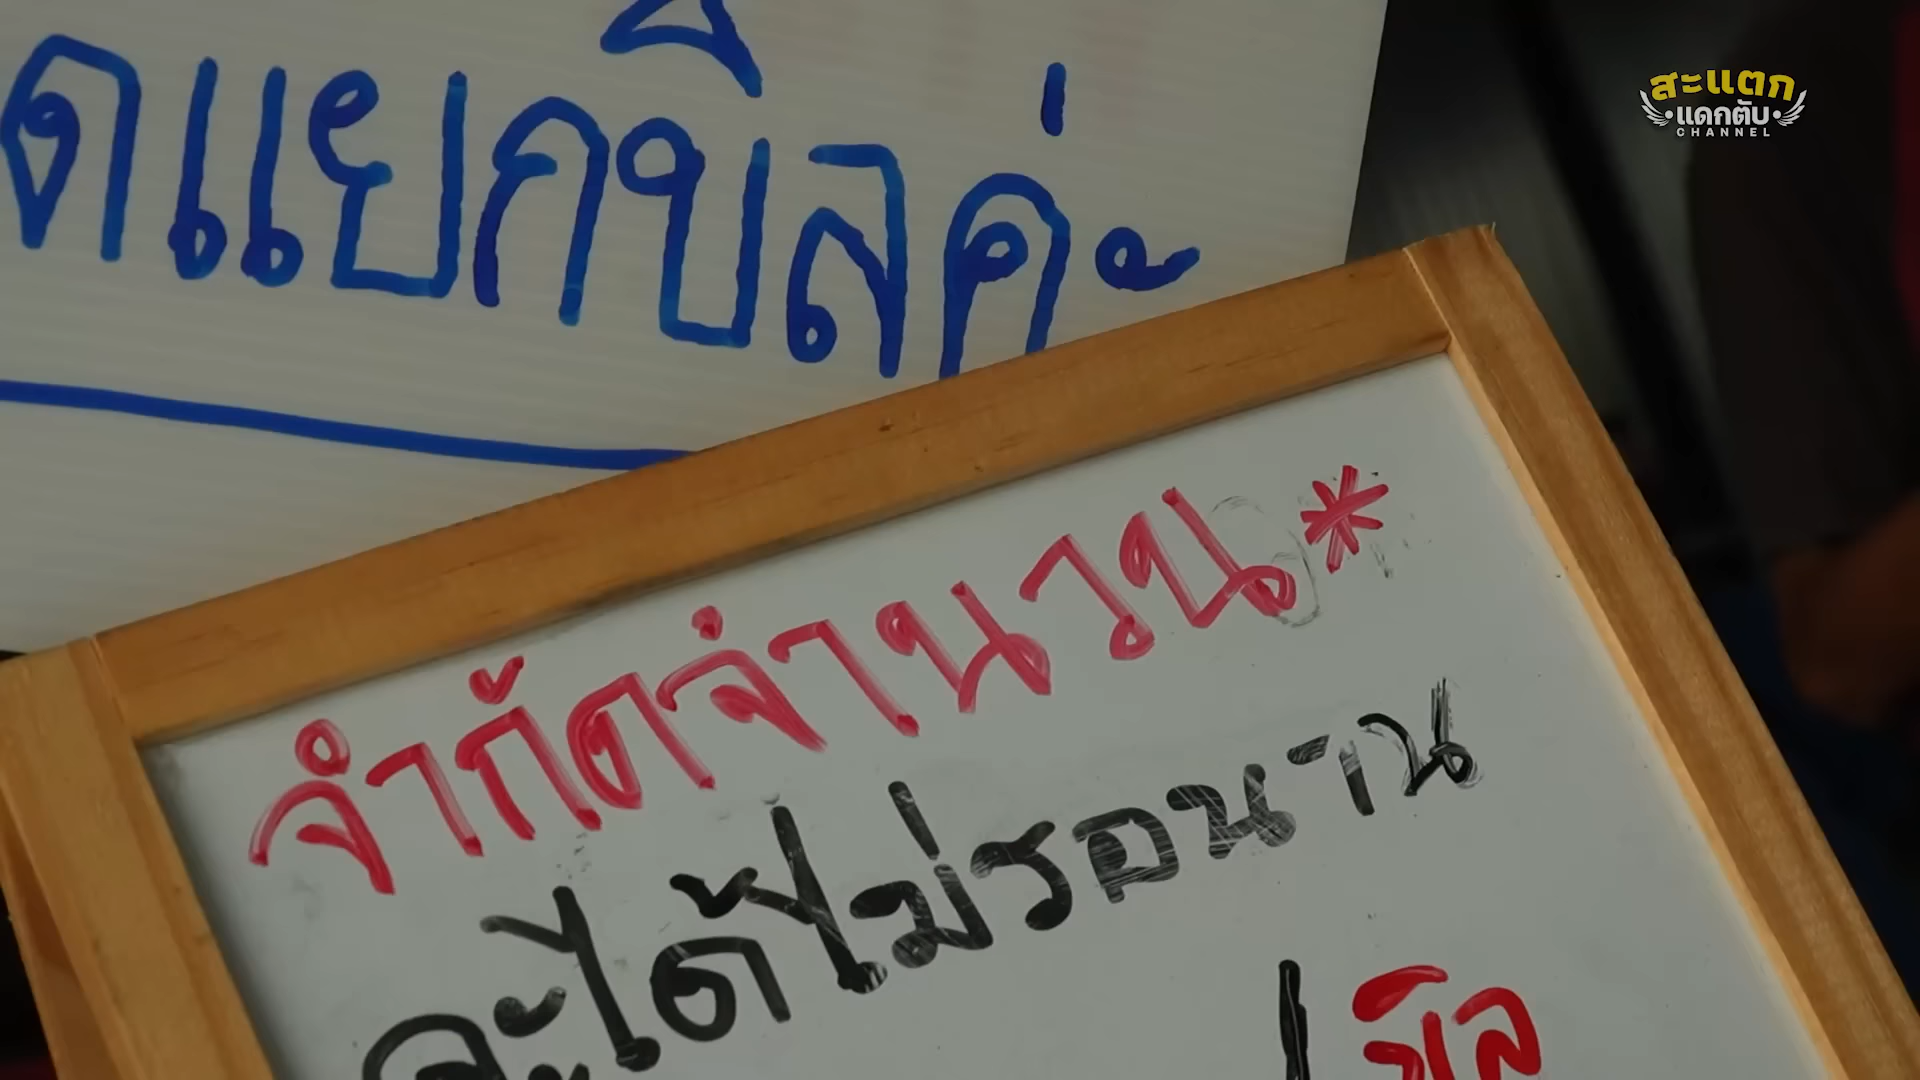 ดแยกบิลค่ะ
สะแตก
แดกตับ
CHANNEL
จำกัดจำนวน*
จะได้ไม่รอนาน
/บิล